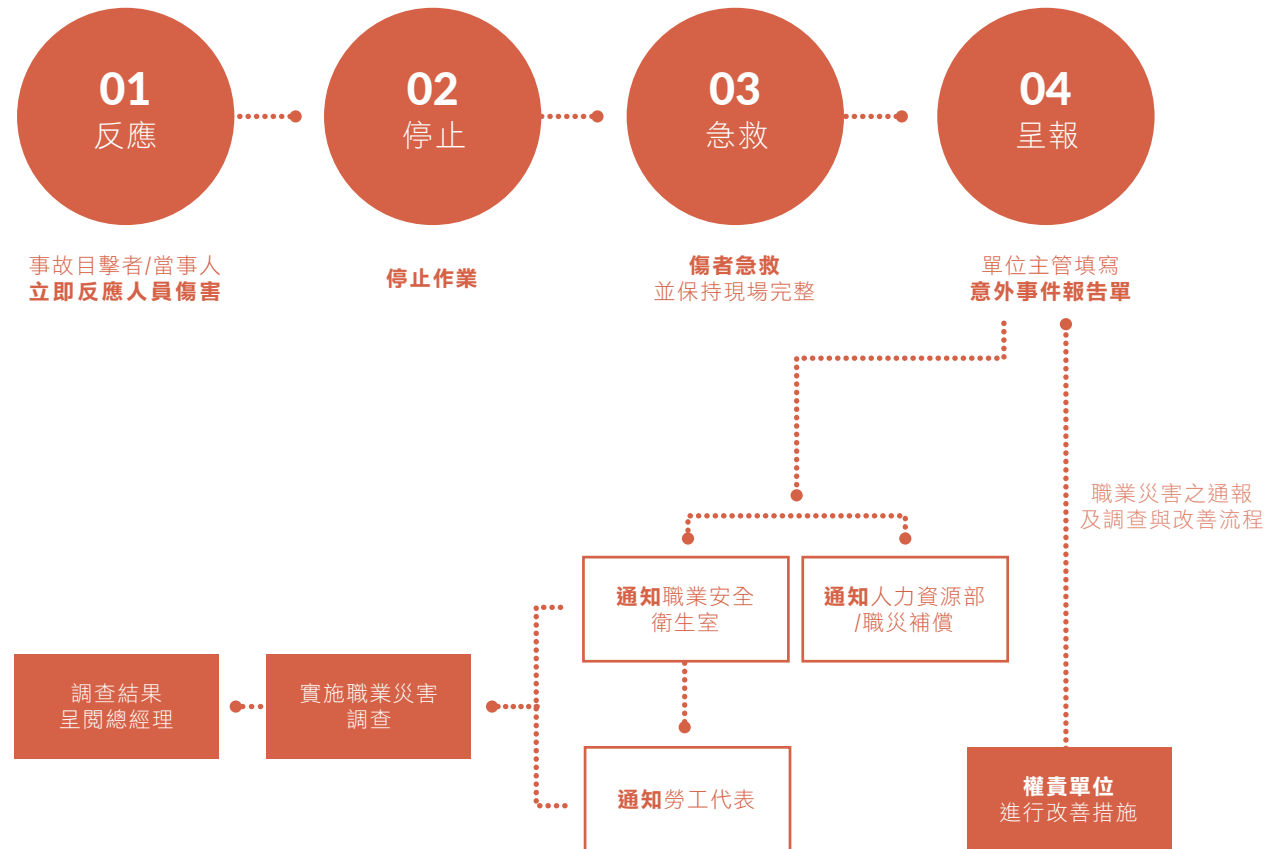 01
反應
02
停止
03
急救
04
呈報
事故目擊者/當事人
立即反應人員傷害
停止作業
傷者急救
並保持現場完整
單位主管填寫
意外事件報告單
職業災害之通報
及調查與改善流程
通知職業安全
衛生室
通知人力資源部
/職災補償
調查結果
呈閱總經理
實施職業災害
調查
通知勞工代表
權責單位
進行改善措施